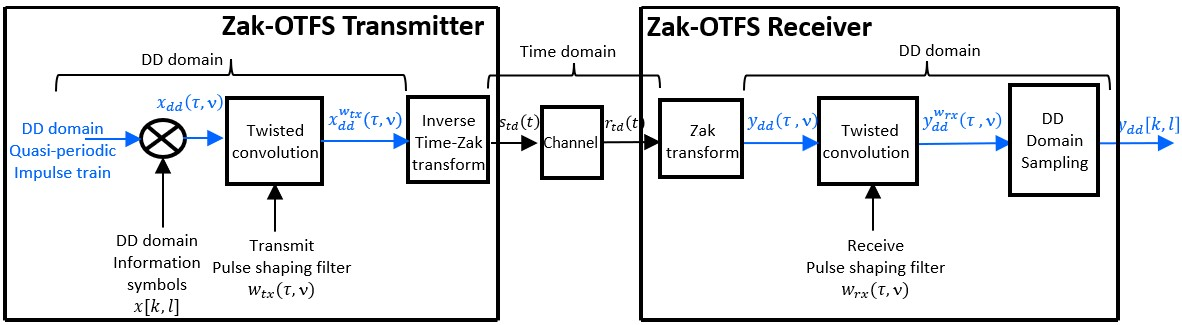 Zak-OTFS Transmitter
DD domain
x_dd(τ,ν)
DD domain
Quasi-periodic
Impulse train
Twisted
convolution
x_dd^{w_tx}(τ,ν)
Inverse
Time-Zak
transform
DD domain
Information
symbols
x[k,l]
Transmit
Pulse shaping filter
w_tx(τ,ν)
Time domain
s_td(t)
Channel
r_td(t)
Zak-OTFS Receiver
DD domain
Zak
transform
y_dd(τ,ν)
Twisted
convolution
y_dd^{w_rx}(τ,ν)
DD
Domain
Sampling
y_dd[k,l]
Receive
Pulse shaping filter
w_rx(τ,ν)